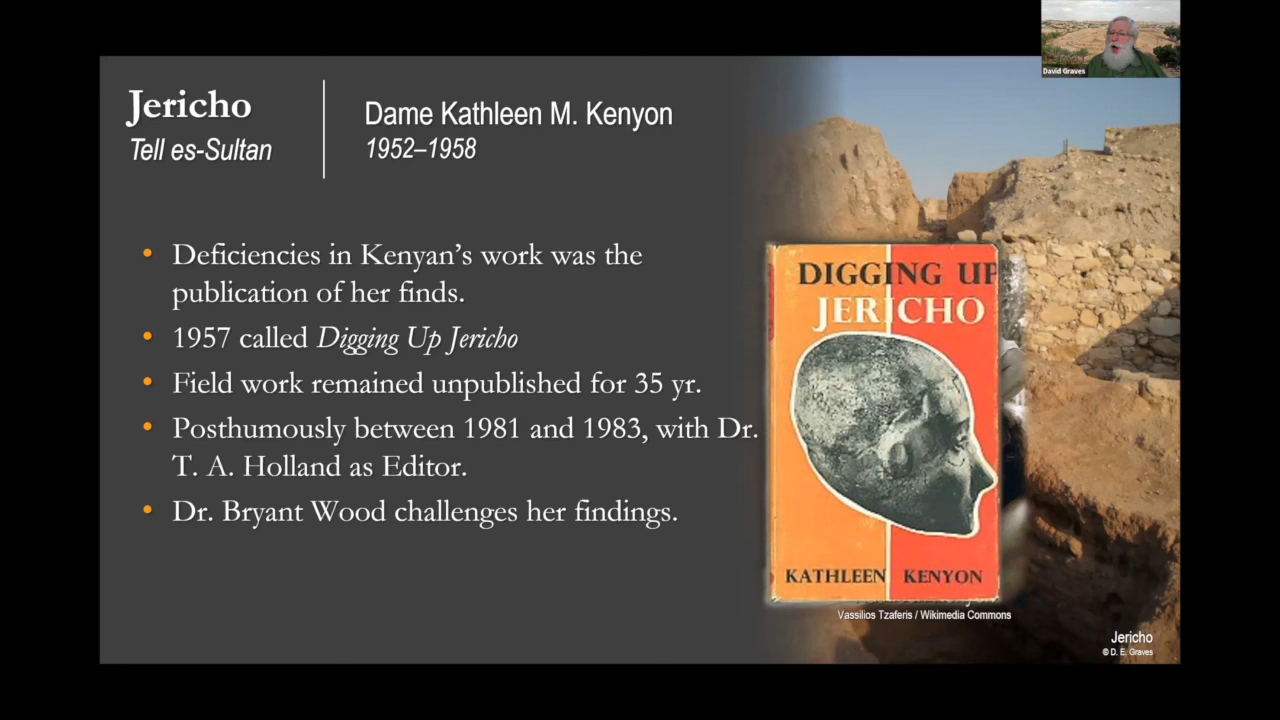 David Graves
Jericho
Tell es-Sultan
Dame Kathleen M. Kenyon
1952–1958
• Deficiencies in Kenyan's work was the
publication of her finds.
• 1957 called Digging Up Jericho
• Field work remained unpublished for 35 yr.
• Posthumously between 1981 and 1983, with Dr.
T. A. Holland as Editor.
• Dr. Bryant Wood challenges her findings.
DIGGING UP
JERICHO
KATHLEEN KENYON
Vassilios Tzaferis / Wikimedia Commons
Jericho
© D. E. Graves